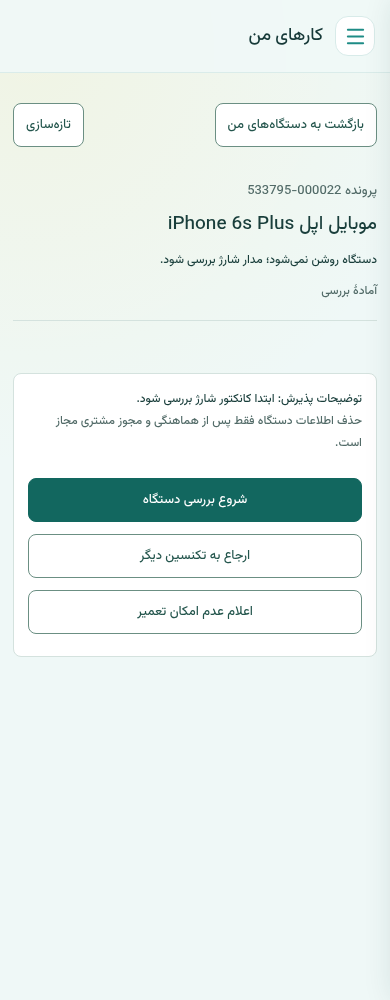 کارهای من
بازگشت به دستگاه‌های من
تازه‌سازی
پرونده 000022-533795
موبایل اپل iPhone 6s Plus
دستگاه روشن نمی‌شود؛ مدار شارژ بررسی شود.
آمادهٔ بررسی
توضیحات پذیرش: ابتدا کانکتور شارژ بررسی شود.
حذف اطلاعات دستگاه فقط پس از هماهنگی و مجوز مشتری مجاز
است.
شروع بررسی دستگاه
ارجاع به تکنسین دیگر
اعلام عدم امکان تعمیر